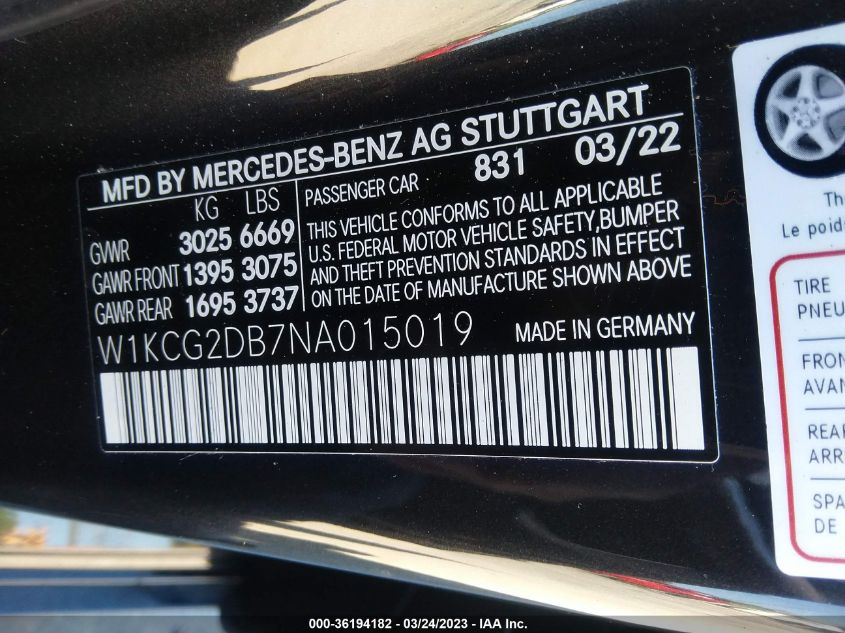 MFD BY MERCEDES-BENZ AG STUTTGART
KG LBS
GVWR 3025 6669
GAWR FRONT 1395 3075
GAWR REAR 1695 3737
PASSENGER CAR 831 03/22
THIS VEHICLE CONFORMS TO ALL APPLICABLE
U.S. FEDERAL MOTOR VEHICLE SAFETY,BUMPER
AND THEFT PREVENTION STANDARDS IN EFFECT
ON THE DATE OF MANUFACTURE SHOWN ABOVE
W1KCG2DB7NA015019 MADE IN GERMANY
Le poids
TIRE
FRON
AVAN
REAR
SPA
DE
000-36194182 — 03/24/2023 — IAA Inc.